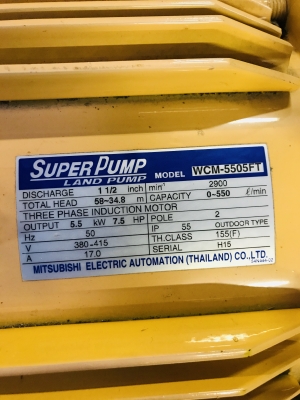 SUPER PUMP
LAND PUMP MODEL WCM-5505FT
DISCHARGE 1 1/2 inch min⁻¹ 2900
TOTAL HEAD 58-34.8 m CAPACITY 0-550 ℓ/min
THREE PHASE INDUCTION MOTOR
OUTPUT 5.5 kW 7.5 HP POLE 2
Hz 50 IP 55 OUTDOOR TYPE
V 380-415 TH.CLASS 155(F)
A 17.0 SERIAL H15
MITSUBISHI ELECTRIC AUTOMATION (THAILAND) CO.,LTD.